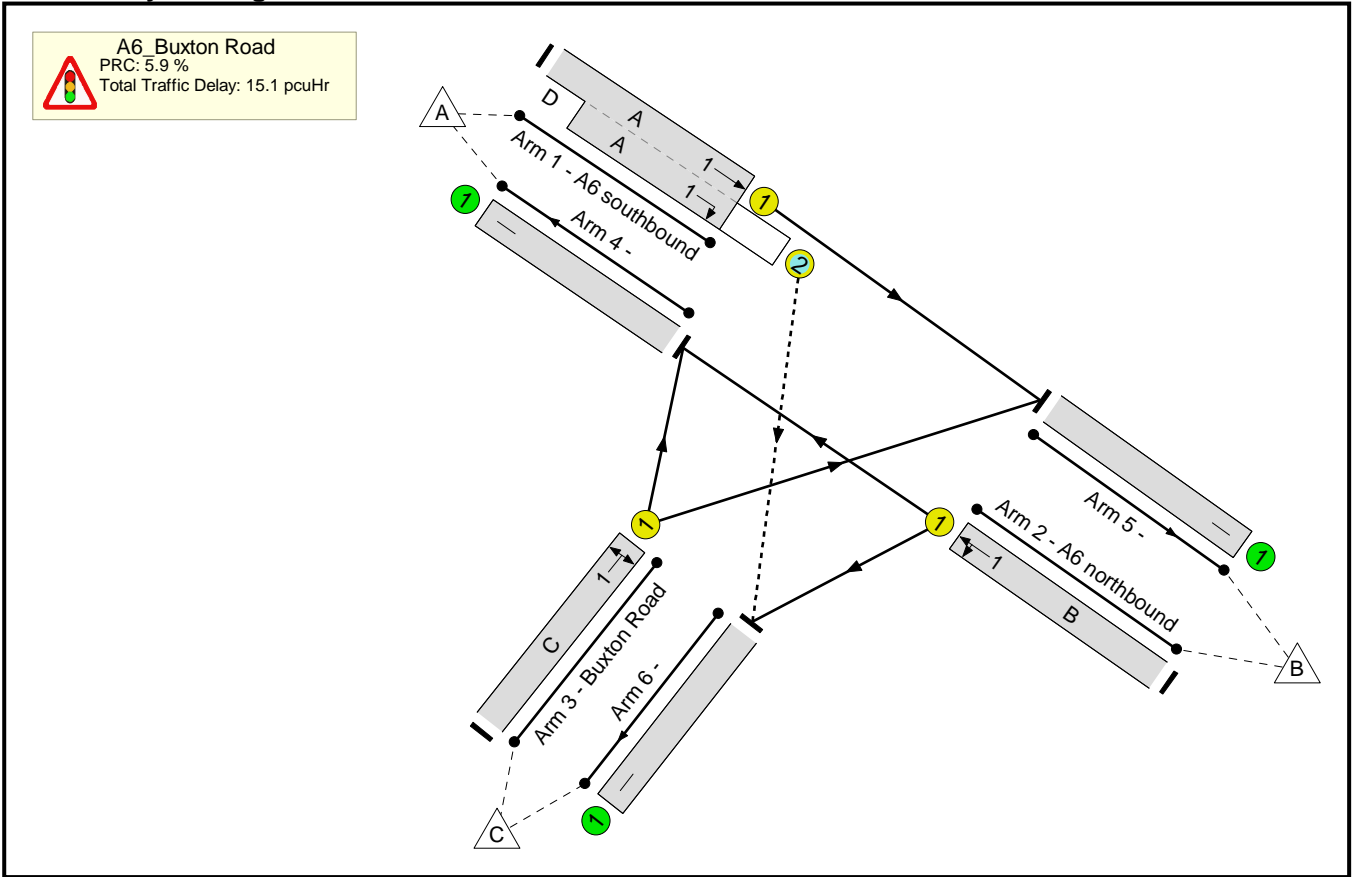 A6_Buxton Road
PRC: 5.9 %
Total Traffic Delay: 15.1 pcuHr
A
D
A
A
1
1
Arm 1 - A6 southbound
1
2
1
Arm 4 -
1
Arm 5 -
1
1
Arm 2 - A6 northbound
1
B
B
1
C
Arm 3 - Buxton Road
Arm 6 -
C
1